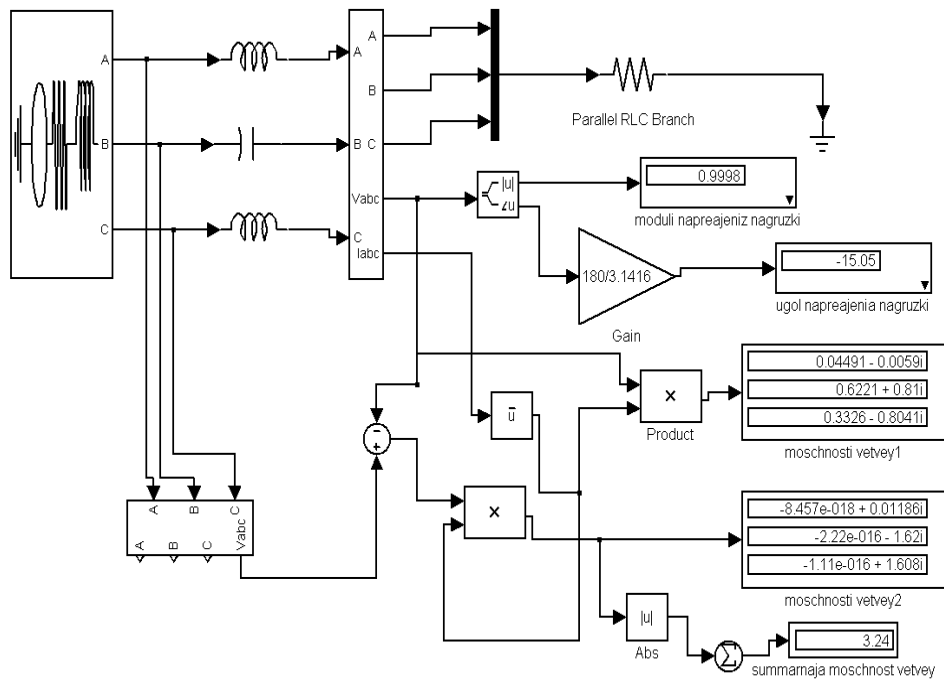 A
B
C
A
B
C
A
B
C
Vabc
Iabc
Parallel RLC Branch
|u|
∠u
0.9998
moduli napreajeniz nagruzki
180/3.1416
Gain
-15.05
ugol napreajenia nagruzki
×
Product
0.04491 - 0.0059i
0.6221 + 0.81i
0.3326 - 0.8041i
moschnosti vetvey1
-
+
ū
×
A
B
C
A
B
C
Vabc
-8.457e-018 + 0.01186i
-2.22e-016 - 1.62i
-1.11e-016 + 1.608i
moschnosti vetvey2
|u|
Abs
Σ
3.24
summarnaja moschnost vetvey